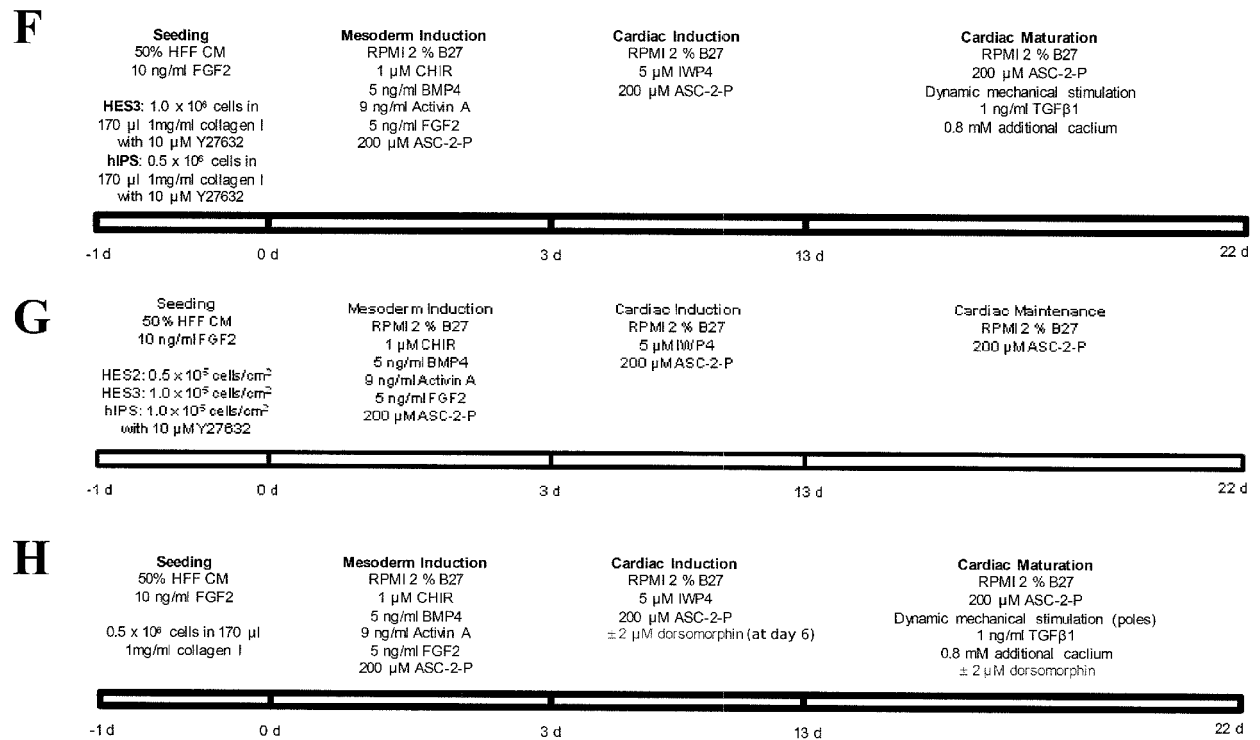 F
Seeding
50% HFF CM
10 ng/ml FGF2
HES3: 1.0 x 10⁶ cells in
170 µl 1mg/ml collagen I
with 10 µM Y27632
hIPS: 0.5 x 10⁶ cells in
170 µl 1mg/ml collagen I
with 10 µM Y27632
Mesoderm Induction
RPMI 2 % B27
1 µM CHIR
5 ng/ml BMP4
9 ng/ml Activin A
5 ng/ml FGF2
200 µM ASC-2-P
Cardiac Induction
RPMI 2 % B27
5 µM IWP4
200 µM ASC-2-P
Cardiac Maturation
RPMI 2 % B27
200 µM ASC-2-P
Dynamic mechanical stimulation
1 ng/ml TGFβ1
0.8 mM additional caclium
-1 d 0 d 3 d 13 d 22 d
G
Seeding
50% HFF CM
10 ng/ml FGF2
HES2: 0.5 x 10⁵ cells/cm²
HES3: 1.0 x 10⁵ cells/cm²
hIPS: 1.0 x 10⁵ cells/cm²
with 10 µM Y27632
Mesoderm Induction
RPMI 2 % B27
1 µM CHIR
5 ng/ml BMP4
9 ng/ml Activin A
5 ng/ml FGF2
200 µM ASC-2-P
Cardiac Induction
RPMI 2 % B27
5 µM IWP4
200 µM ASC-2-P
Cardiac Maintenance
RPMI 2 % B27
200 µM ASC-2-P
-1 d 0 d 3 d 13 d 22 d
H
Seeding
50% HFF CM
10 ng/ml FGF2
0.5 x 10⁶ cells in 170 µl
1mg/ml collagen I
Mesoderm Induction
RPMI 2 % B27
1 µM CHIR
5 ng/ml BMP4
9 ng/ml Activin A
5 ng/ml FGF2
200 µM ASC-2-P
Cardiac Induction
RPMI 2 % B27
5 µM IWP4
200 µM ASC-2-P
± 2 µM dorsomorphin (at day 6)
Cardiac Maturation
RPMI 2 % B27
200 µM ASC-2-P
Dynamic mechanical stimulation (poles)
1 ng/ml TGFβ1
0.8 mM additional caclium
± 2 µM dorsomorphin
-1 d 0 d 3 d 13 d 22 d